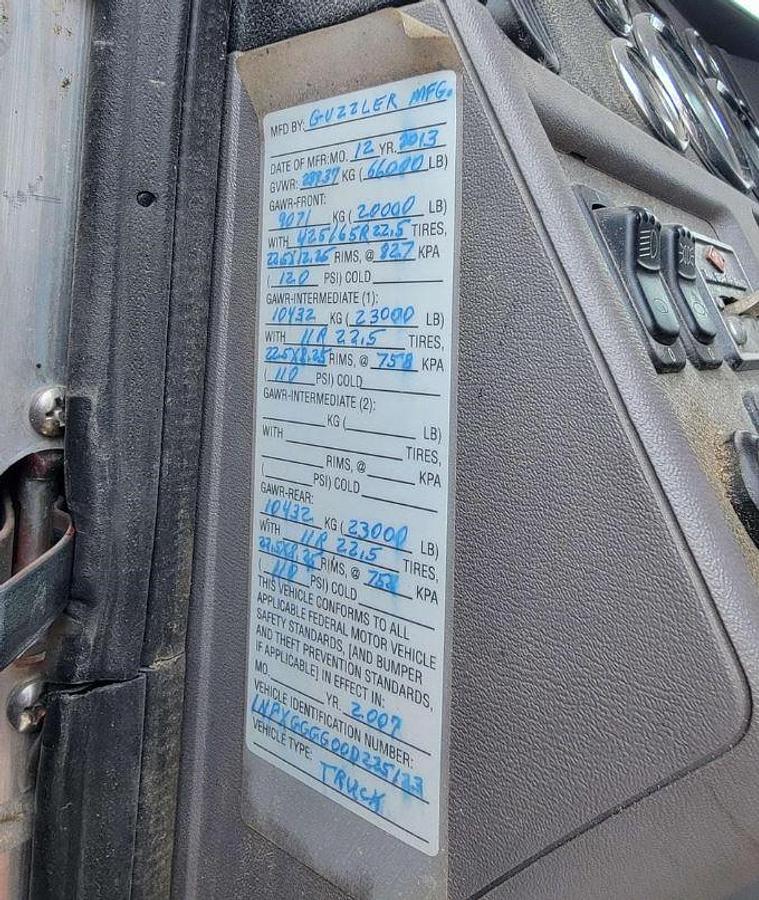 MFD BY: GUZZLER MFG.
DATE OF MFR: MO. 12 YR. 2013
GVWR: KG ( 66000 LB)
GAWR-FRONT:
9071 KG ( 20000 LB)
WITH 425/65R22.5 TIRES,
22.5X12.25 RIMS, @ 827 KPA
( 120 PSI) COLD
GAWR-INTERMEDIATE (1):
10432 KG ( 23000 LB)
WITH 11R 22.5 TIRES,
22.5X8.25 RIMS, @ 758 KPA
( 110 PSI) COLD
GAWR-INTERMEDIATE (2):
KG ( LB)
WITH TIRES,
RIMS, @ KPA
( PSI) COLD
GAWR-REAR:
10432 KG ( 23000 LB)
WITH 11R 22.5 TIRES,
22.5X8.25 RIMS, @ 758 KPA
( 110 PSI) COLD
THIS VEHICLE CONFORMS TO ALL
APPLICABLE FEDERAL MOTOR VEHICLE
SAFETY STANDARDS, [AND BUMPER
AND THEFT PREVENTION STANDARDS,
IF APPLICABLE] IN EFFECT IN:
MO. YR. 2007
VEHICLE IDENTIFICATION NUMBER:
VEHICLE TYPE: TRUCK